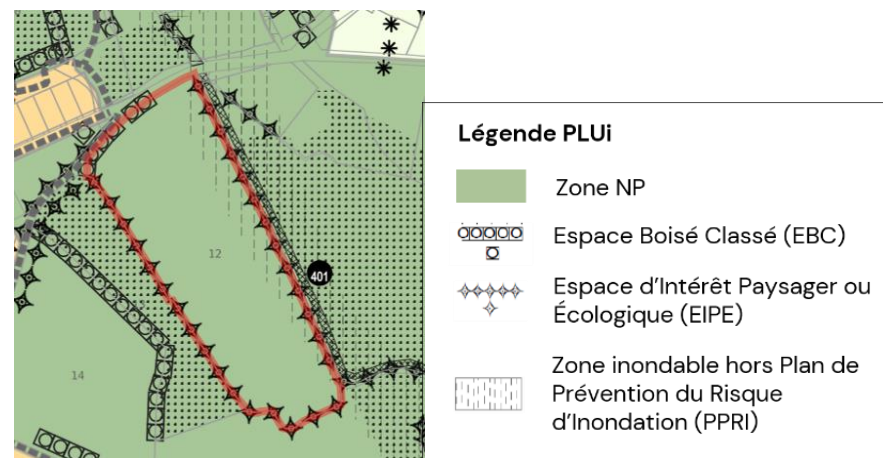 12
401
14
Légende PLUi
Zone NP
Espace Boisé Classé (EBC)
Espace d'Intérêt Paysager ou
Écologique (EIPE)
Zone inondable hors Plan de
Prévention du Risque
d'Inondation (PPRI)